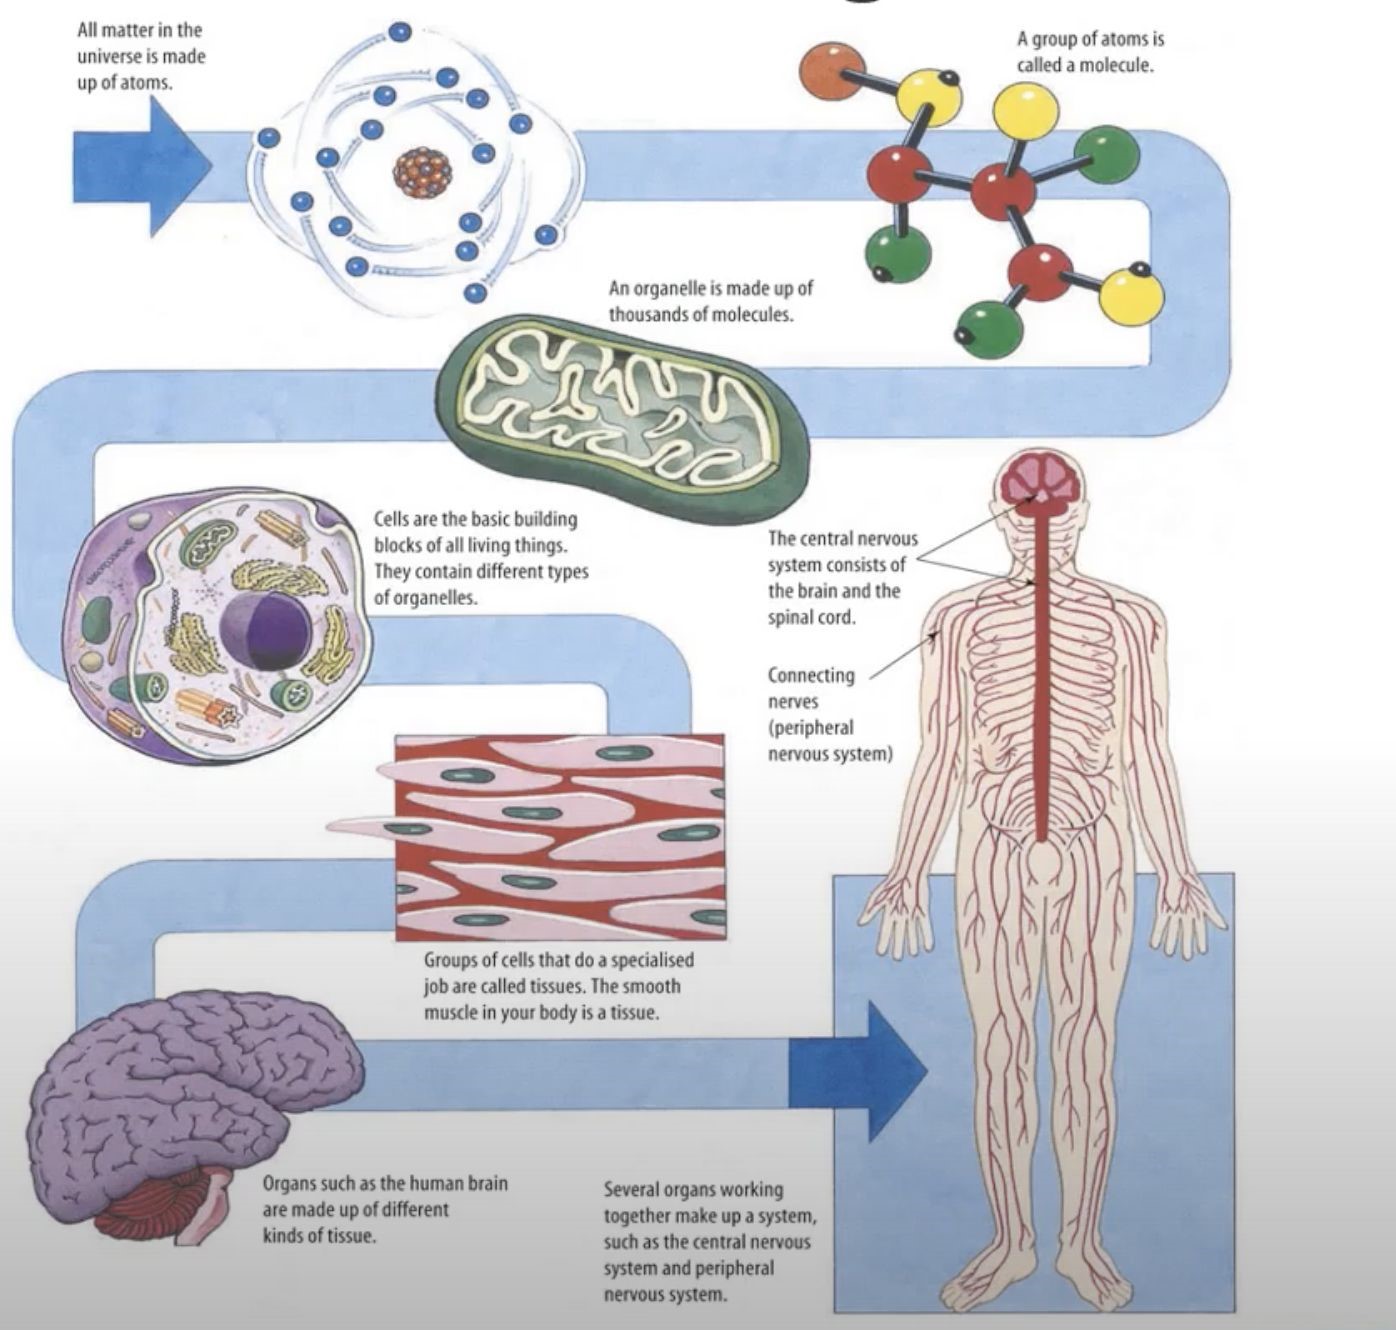 All matter in the
universe is made
up of atoms.
A group of atoms is
called a molecule.
An organelle is made up of
thousands of molecules.
Cells are the basic building
blocks of all living things.
They contain different types
of organelles.
The central nervous
system consists of
the brain and the
spinal cord.
Connecting
nerves
(peripheral
nervous system)
Groups of cells that do a specialised
job are called tissues. The smooth
muscle in your body is a tissue.
Organs such as the human brain
are made up of different
kinds of tissue.
Several organs working
together make up a system,
such as the central nervous
system and peripheral
nervous system.